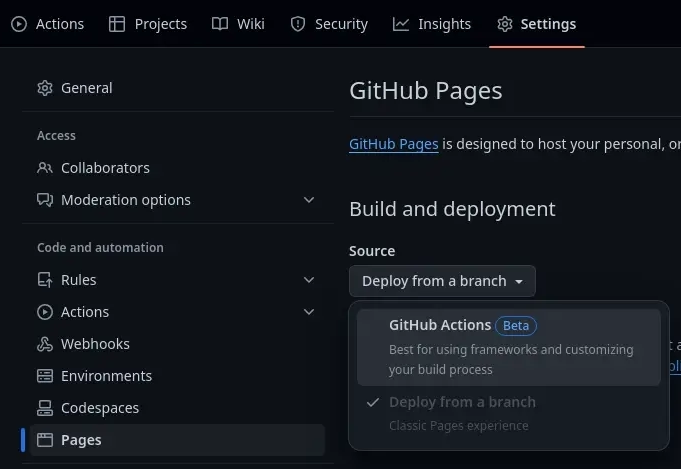 Actions Projects Wiki Security Insights Settings
General
Access
Collaborators
Moderation options
Code and automation
Rules
Actions
Webhooks
Environments
Codespaces
Pages
GitHub Pages
GitHub Pages is designed to host your personal, or
Build and deployment
Source
Deploy from a branch
GitHub Actions Beta
Best for using frameworks and customizing
your build process
Deploy from a branch
Classic Pages experience